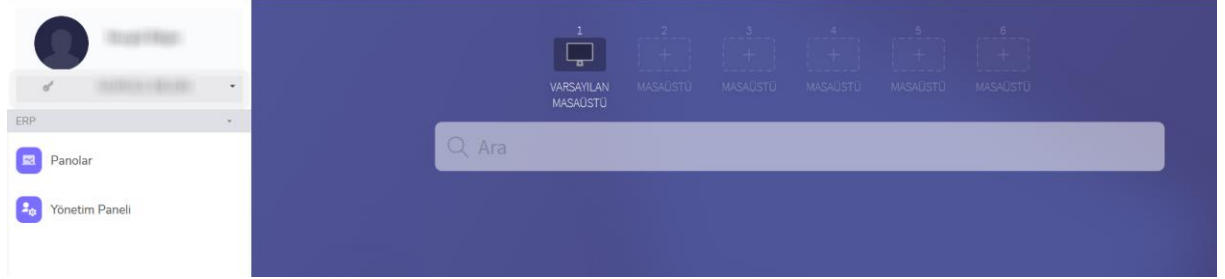 ERP
Panolar
Yönetim Paneli
1
2
3
4
5
6
VARSAYILAN
MASAÜSTÜ
MASAÜSTÜ
MASAÜSTÜ
MASAÜSTÜ
MASAÜSTÜ
MASAÜSTÜ
Ara